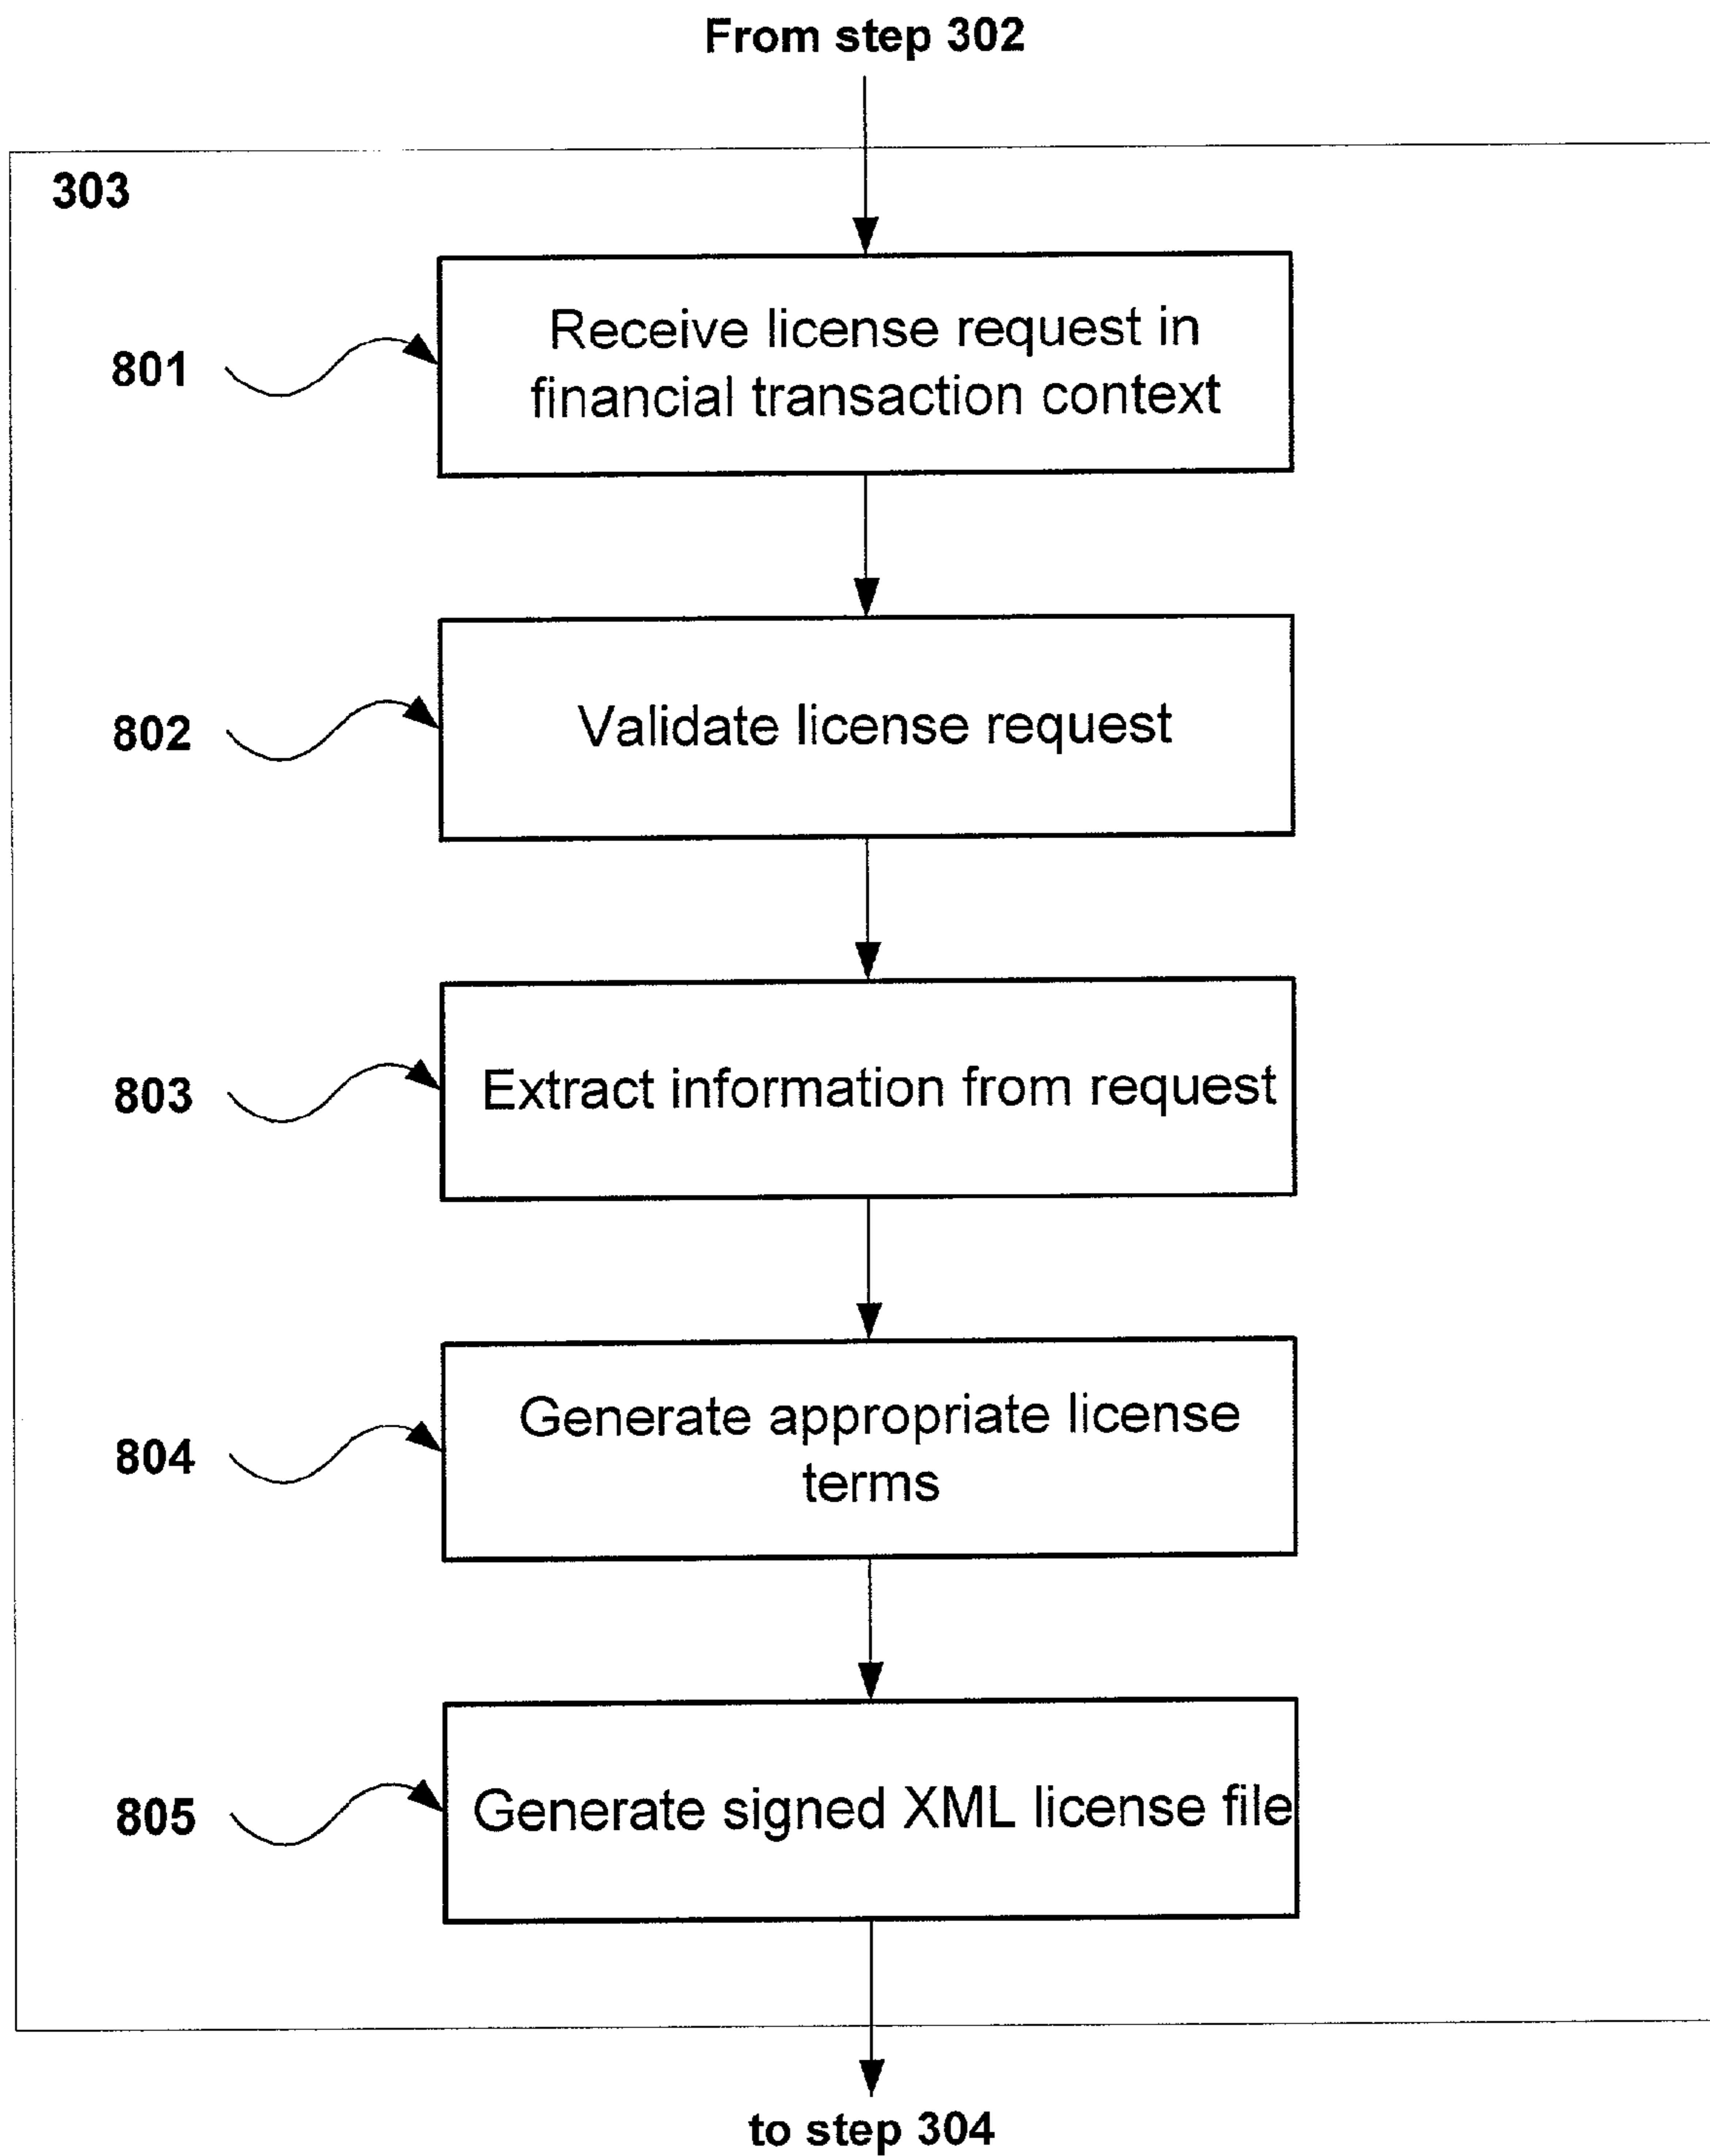 From step 302
303
801
Receive license request in
financial transaction context
802
Validate license request
803
Extract information from request
804
Generate appropriate license
terms
805
Generate signed XML license file
to step 304